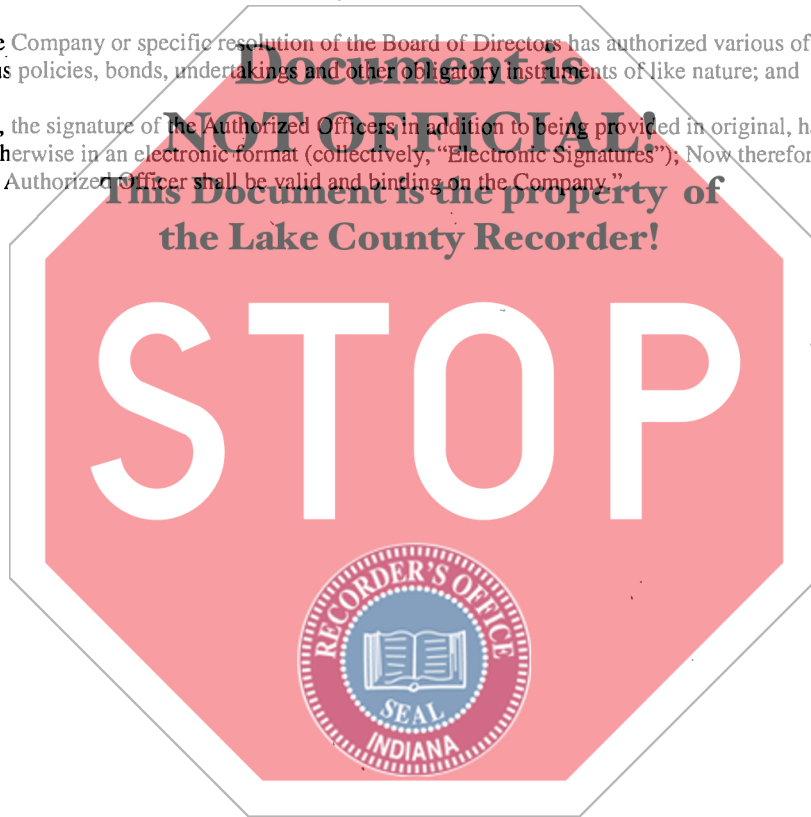 e Company or specific resolution of the Board of Directors has authorized various of
s policies, bonds, undertakings and other obligatory instruments of like nature; and
, the signature of the Authorized Officers in addition to being provided in original, ha
herwise in an electronic format (collectively, “Electronic Signatures”); Now therefor
Authorized Officer shall be valid and binding on the Company.”
Document is
NOT OFFICIAL!
This Document is the property of
the Lake County Recorder!
STOP
RECORDER'S OFFICE
SEAL
INDIANA